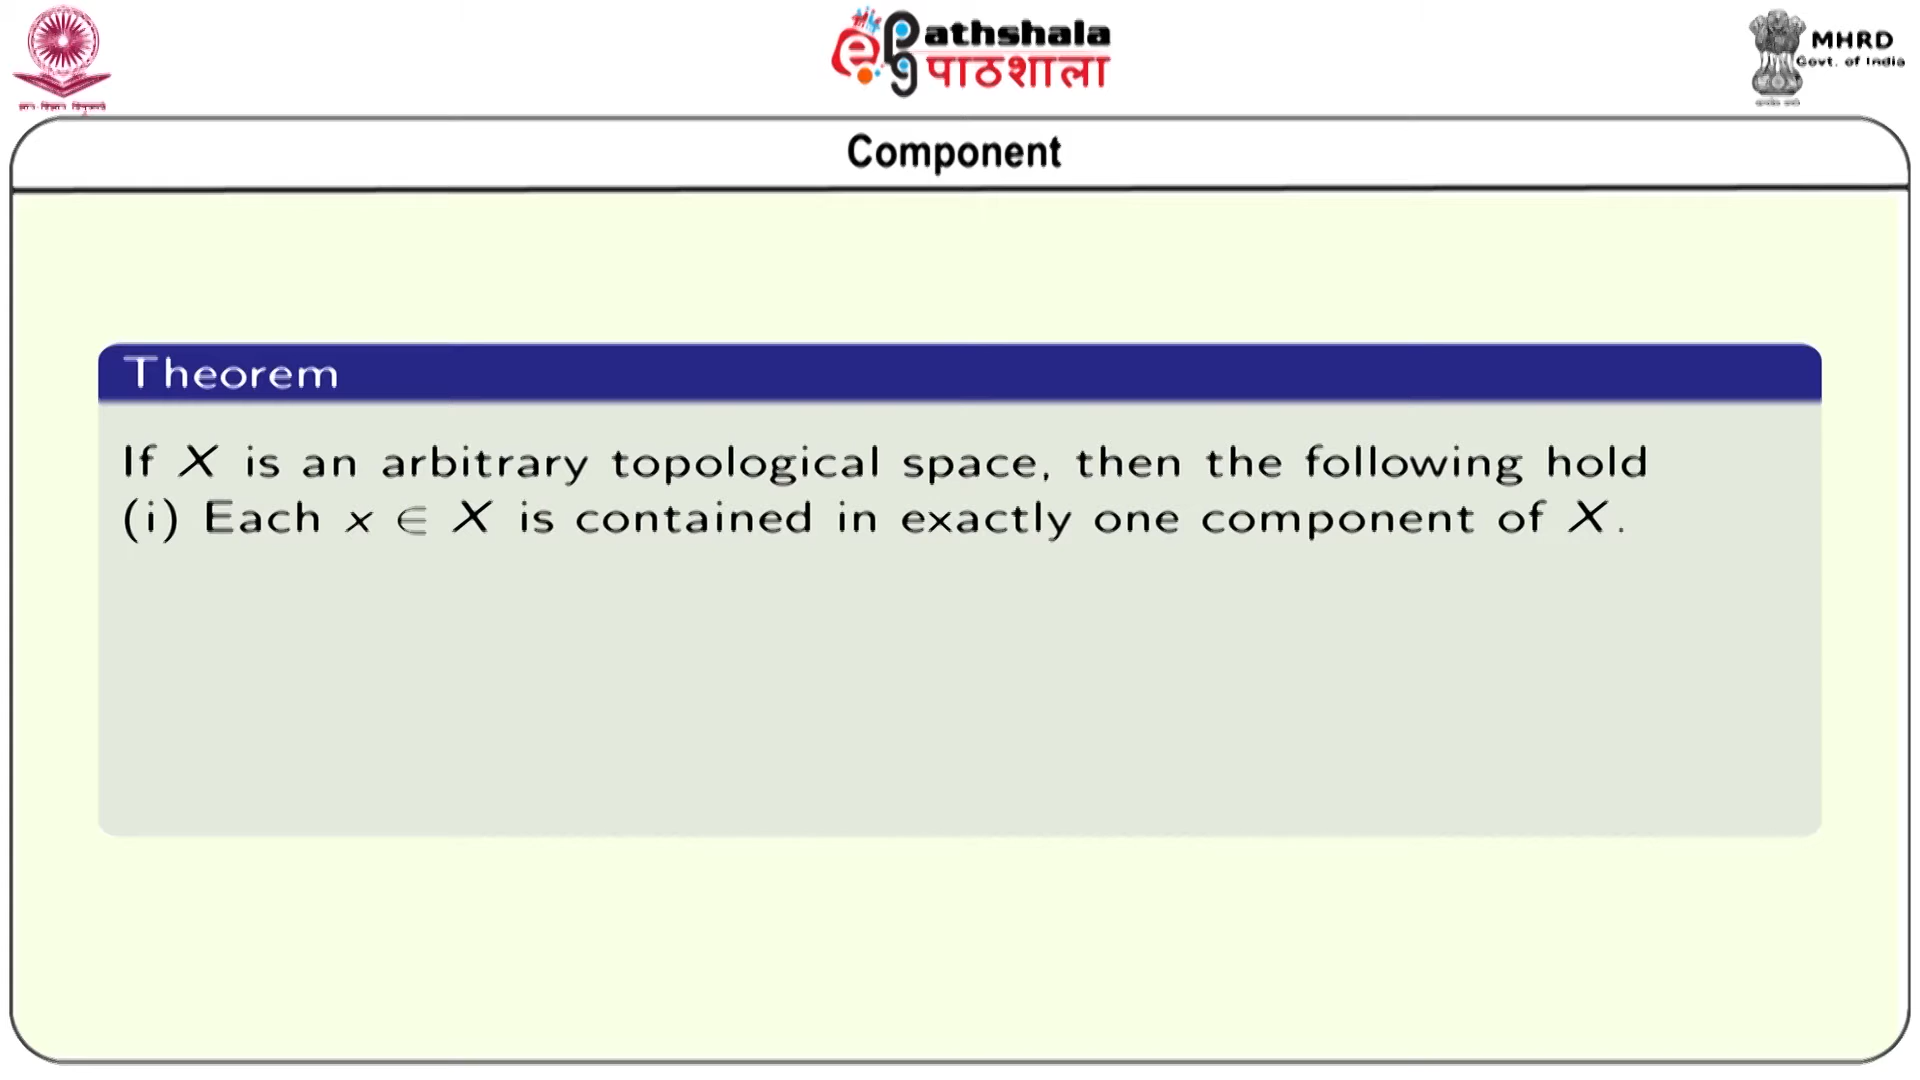 athshala
पाठशाला
MHRD
Govt. of India
Component
Theorem
If X is an arbitrary topological space, then the following hold
(i) Each x ∈ X is contained in exactly one component of X.